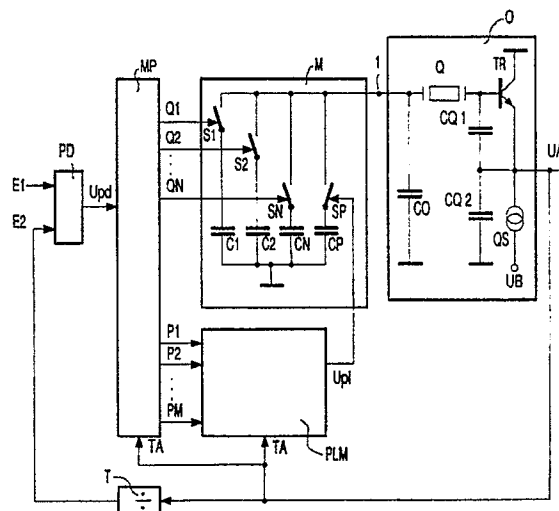 O
MP
M
1
Q
TR
Q1
S1
Q2
S2
PD
E1
Upd
E2
QN
SN
SP
CQ 1
UA
CO
CQ 2
QS
C1
C2
CN
CP
UB
P1
P2
PM
Upl
PLM
TA
TA
T
÷